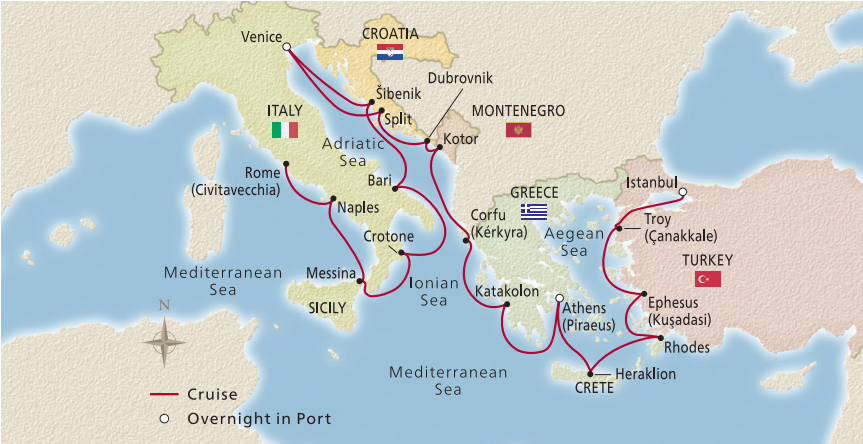 Venice
CROATIA
Dubrovnik
Šibenik
ITALY
Split
MONTENEGRO
Kotor
Adriatic
Sea
Rome
(Civitavecchia)
Bari
Naples
GREECE
Istanbul
Corfu
(Kérkyra)
Troy
(Çanakkale)
Aegean
Sea
Crotone
TURKEY
Mediterranean
Sea
Messina
Ionian
Sea
Katakolon
SICILY
Athens
(Piraeus)
Ephesus
(Kuşadasi)
N
Rhodes
Mediterranean
Sea
Heraklion
CRETE
Cruise
Overnight in Port